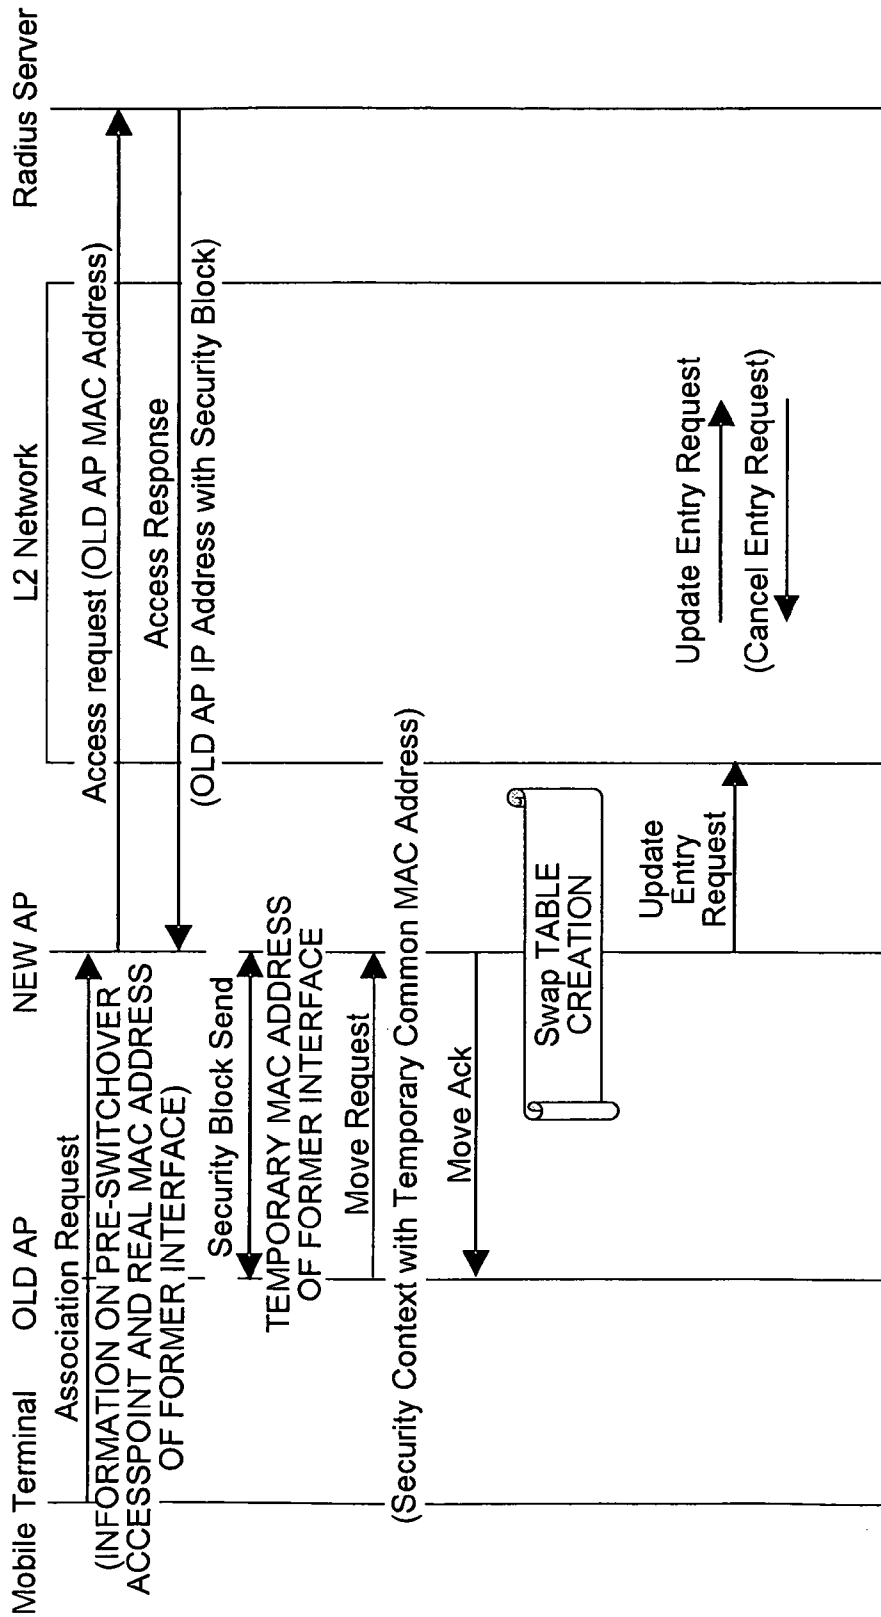 Mobile Terminal
OLD AP
NEW AP
L2 Network
Radius Server
Association Request
(INFORMATION ON PRE-SWITCHOVER
ACCESSPOINT AND REAL MAC ADDRESS
OF FORMER INTERFACE)
Access request (OLD AP MAC Address)
Access Response
(OLD AP IP Address with Security Block)
Security Block Send
TEMPORARY MAC ADDRESS
OF FORMER INTERFACE
Move Request
(Security Context with Temporary Common MAC Address)
Move Ack
Swap TABLE
CREATION
Update
Entry
Request
Update Entry Request
(Cancel Entry Request)